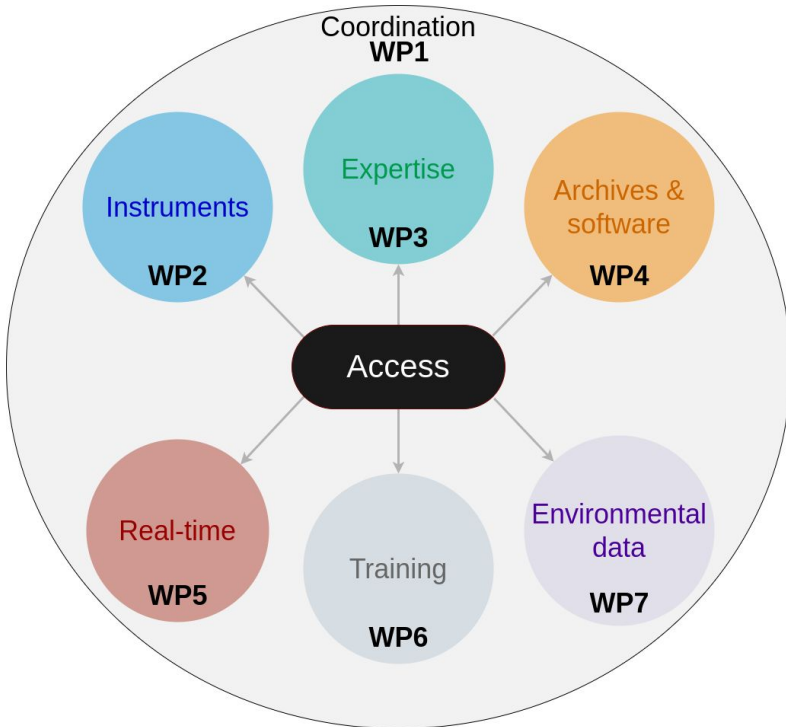 Coordination
WP1
Instruments
WP2
Expertise
WP3
Archives &
software
WP4
Access
Real-time
WP5
Training
WP6
Environmental
data
WP7